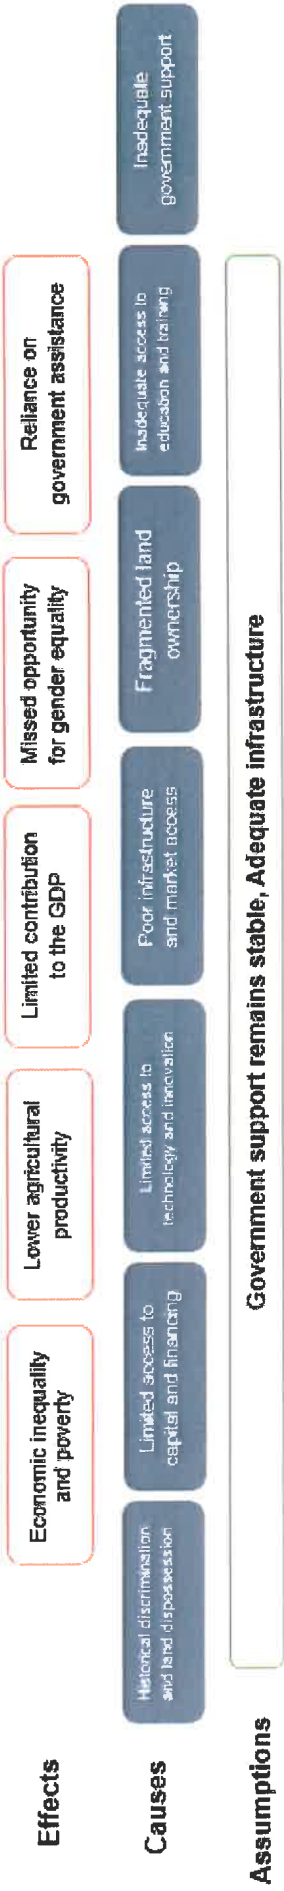 Effects
Economic inequality
and poverty
Lower agricultural
productivity
Limited contribution
to the GDP
Missed opportunity
for gender equality
Reliance on
government assistance
Causes
Historical discrimination
and land dispossession
Limited access to
capital and financing
Limited access to
technology and innovation
Poor infrastructure
and market access
Fragmented land
ownership
Inadequate access to
education and training
Inadequate
government support
Assumptions
Government support remains stable, Adequate infrastructure